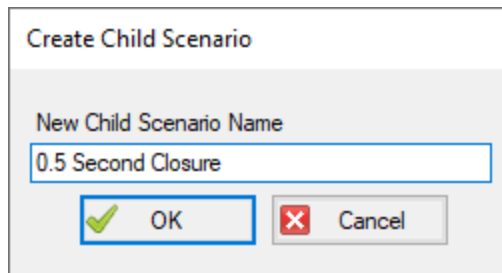 Create Child Scenario
New Child Scenario Name
0.5 Second Closure
OK
Cancel